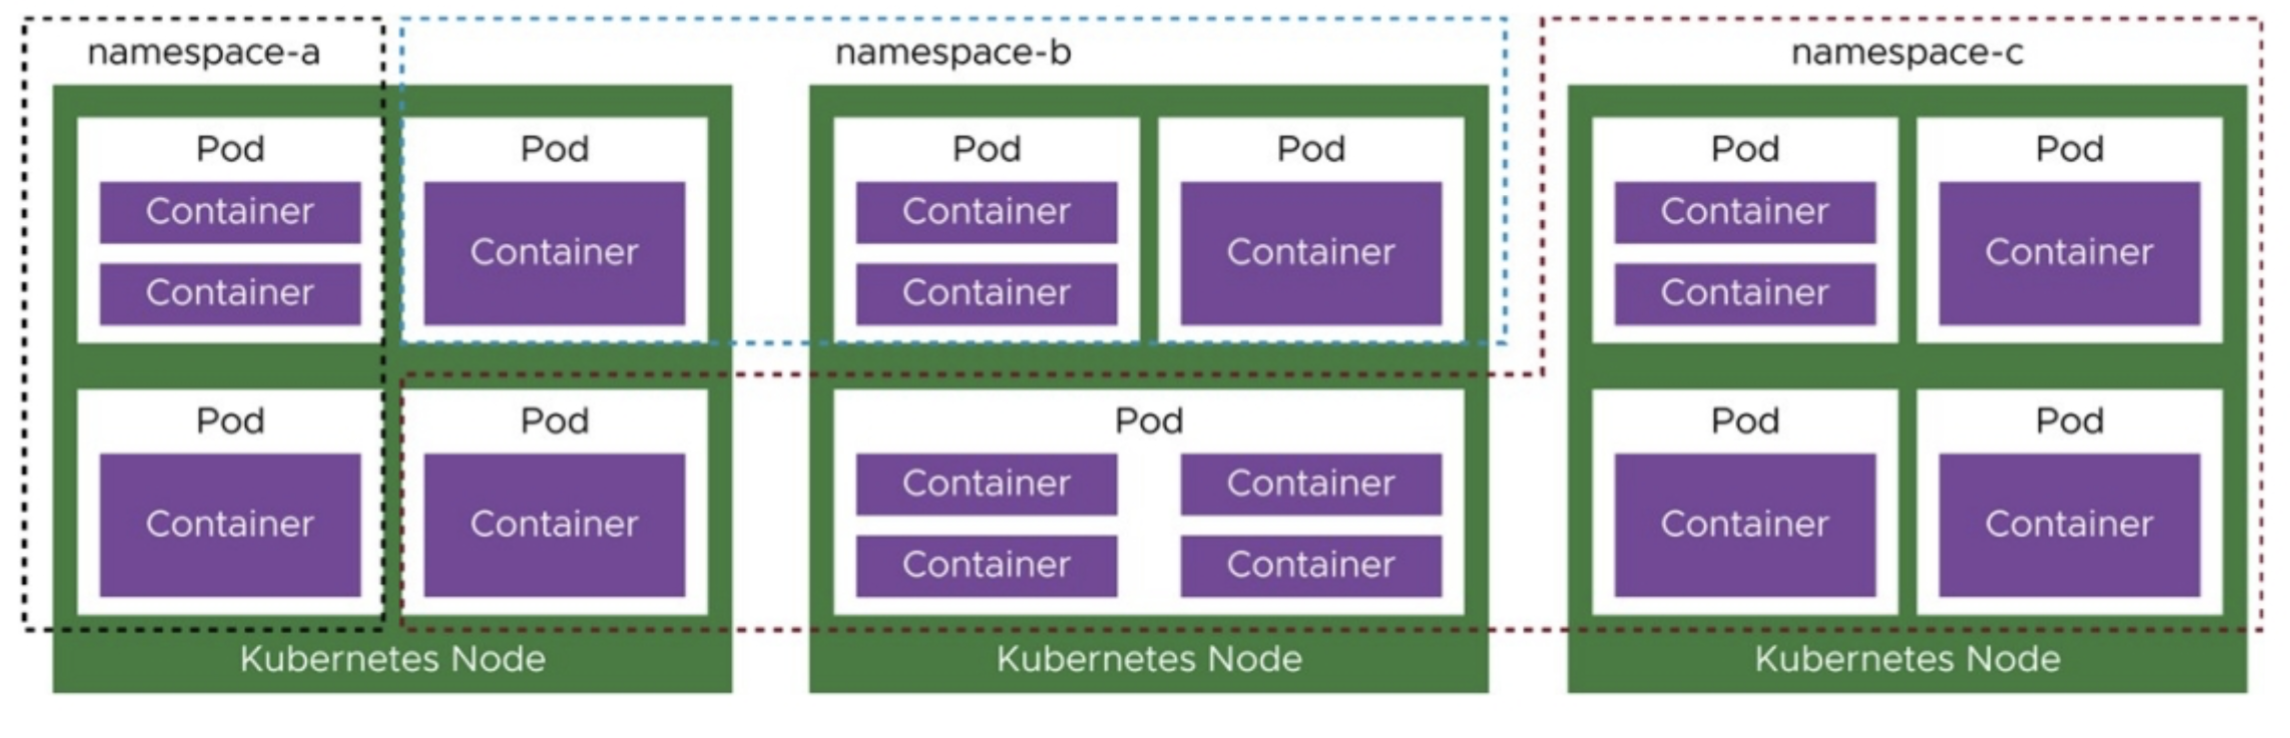 namespace-a
namespace-b
namespace-c
Pod
Container
Container
Pod
Container
Pod
Container
Pod
Container
Kubernetes Node
Pod
Container
Container
Pod
Container
Pod
Container
Container
Container
Container
Kubernetes Node
Pod
Container
Container
Pod
Container
Pod
Container
Pod
Container
Kubernetes Node